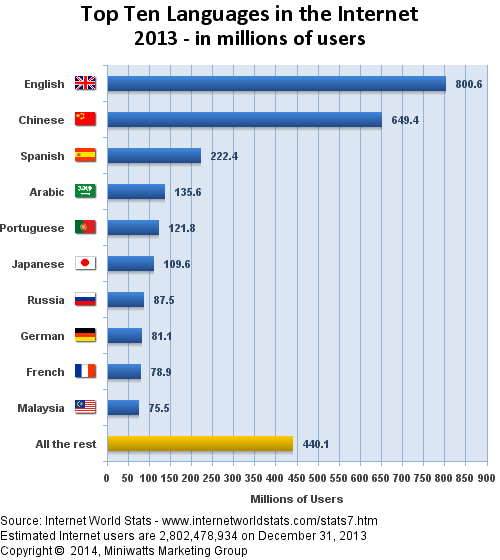 Top Ten Languages in the Internet
2013 - in millions of users
English 800.6
Chinese 649.4
Spanish 222.4
Arabic 135.6
Portuguese 121.8
Japanese 109.6
Russia 87.5
German 81.1
French 78.9
Malaysia 75.5
All the rest 440.1
0 50 100 150 200 250 300 350 400 450 500 550 600 650 700 750 800 850 900
Millions of Users
Source: Internet World Stats - www.internetworldstats.com/stats7.htm
Estimated Internet users are 2,802,478,934 on December 31, 2013
Copyright © 2014, Miniwatts Marketing Group